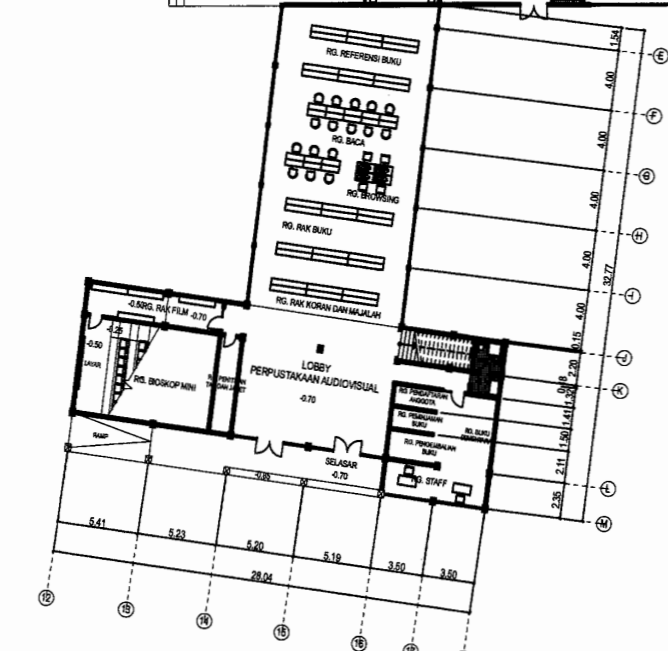 RG. REFERENSI BUKU
RG. BACA
RG. BROWSING
RG. RAK BUKU
RG. RAK KORAN DAN MAJALAH
-0.50
RG. RAK FILM
-0.70
-0.25
-0.50
LAYAR
RG. BIOSKOP MINI
RAMP
LOBBY
PERPUSTAKAAN AUDIOVISUAL
-0.70
RG. PENDAFTARAN
ANGGOTA
RG. PEMINJAMAN
BUKU
RG. PENGEMBALIAN
BUKU
RG. BUKU
RG. STAFF
SELASAR
-0.70
1.54
4.00
4.00
4.00
4.00
4.00
32.77
0.15
2.20
1.32
1.41
1.50
2.11
2.35
E
F
G
H
I
J
K
L
M
5.41
5.23
5.20
5.19
3.50
3.50
28.04
12
13
14
15
16